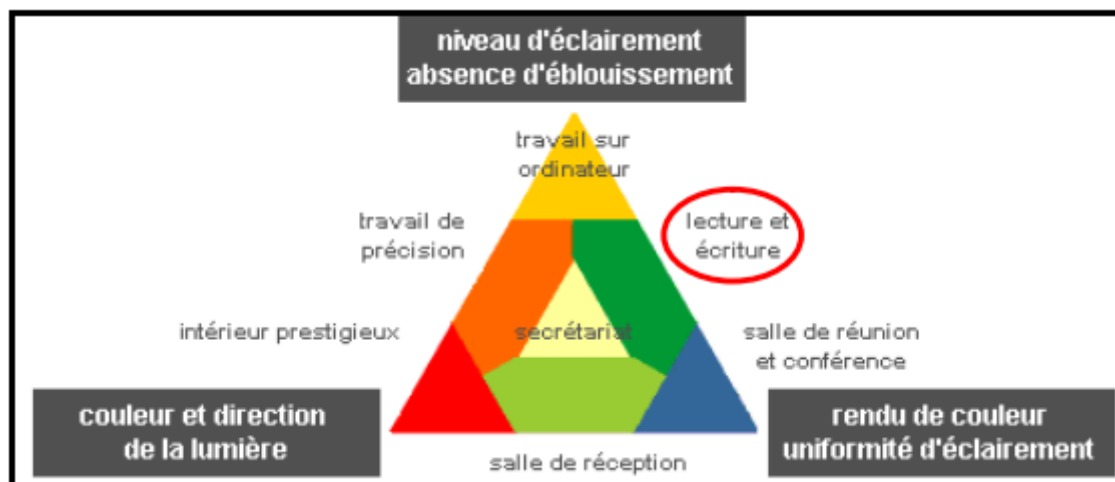 niveau d'éclairement
absence d'éblouissement
travail sur
ordinateur
travail de
précision
lecture et
écriture
intérieur prestigieux
secrétariat
salle de réunion
et conférence
couleur et direction
de la lumière
rendu de couleur
uniformité d'éclairement
salle de réception